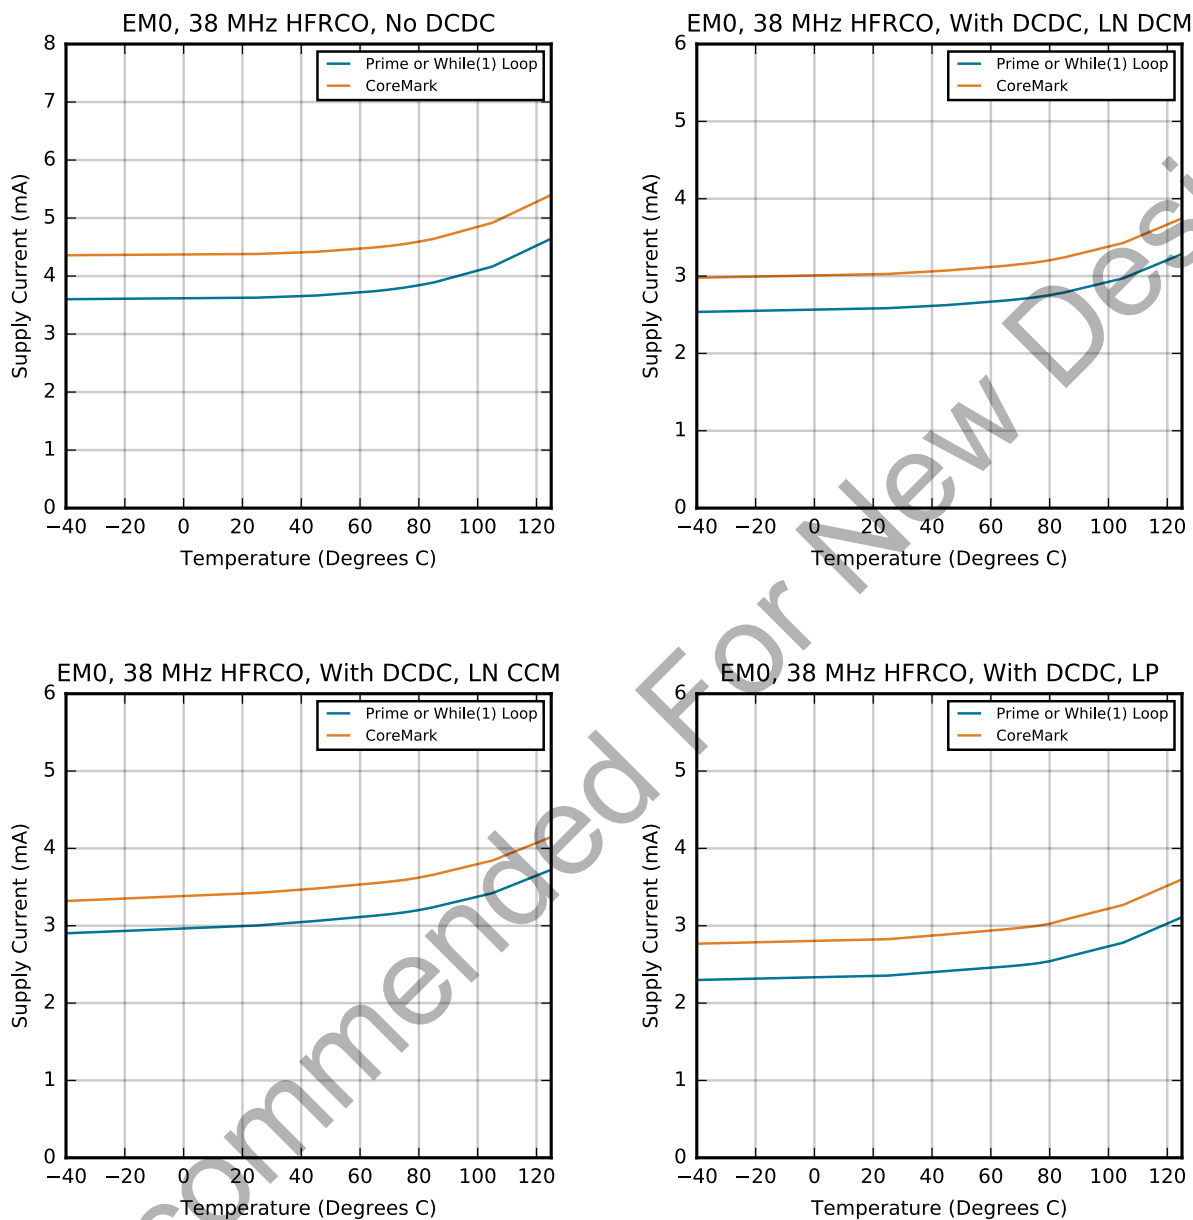 EM0, 38 MHz HFRCO, No DCDC
Prime or While(1) Loop
CoreMark
8
7
6
5
4
3
2
1
0
Supply Current (mA)
−40 −20 0 20 40 60 80 100 120
Temperature (Degrees C)
EM0, 38 MHz HFRCO, With DCDC, LN DCM
Prime or While(1) Loop
CoreMark
6
5
4
3
2
1
0
Supply Current (mA)
−40 −20 0 20 40 60 80 100 120
Temperature (Degrees C)
EM0, 38 MHz HFRCO, With DCDC, LN CCM
Prime or While(1) Loop
CoreMark
6
5
4
3
2
1
0
Supply Current (mA)
−40 −20 0 20 40 60 80 100 120
Temperature (Degrees C)
EM0, 38 MHz HFRCO, With DCDC, LP
Prime or While(1) Loop
CoreMark
6
5
4
3
2
1
0
Supply Current (mA)
−40 −20 0 20 40 60 80 100 120
Temperature (Degrees C)
commended For New Desi